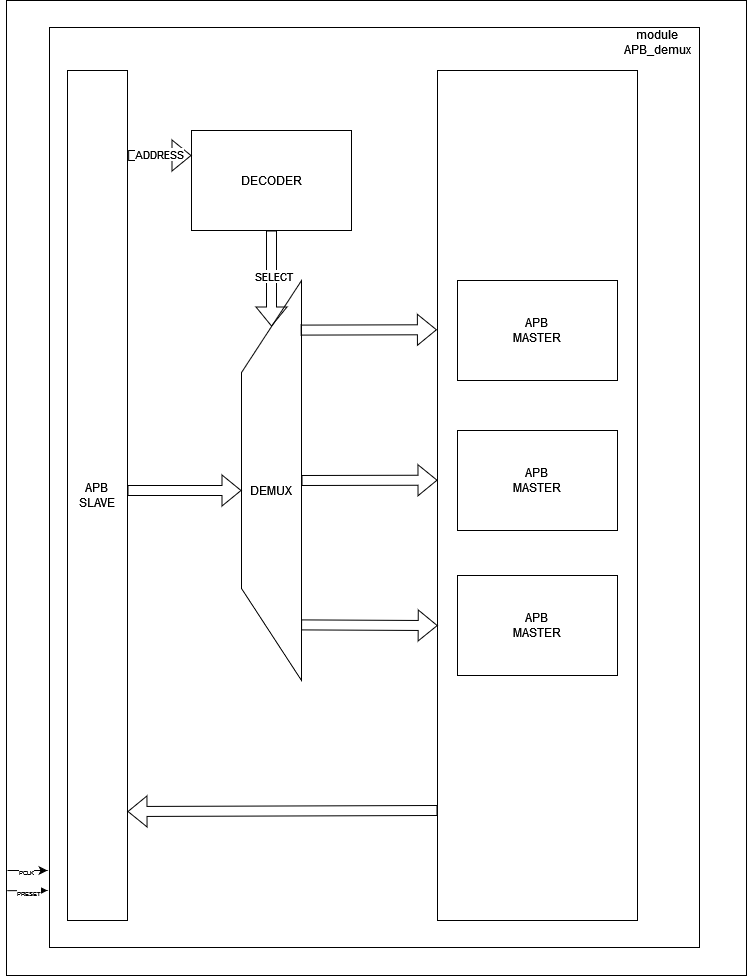 module
APB_demux
ADDRESS
DECODER
SELECT
APB
MASTER
APB
MASTER
APB
SLAVE
DEMUX
APB
MASTER
PCLK
PRESET